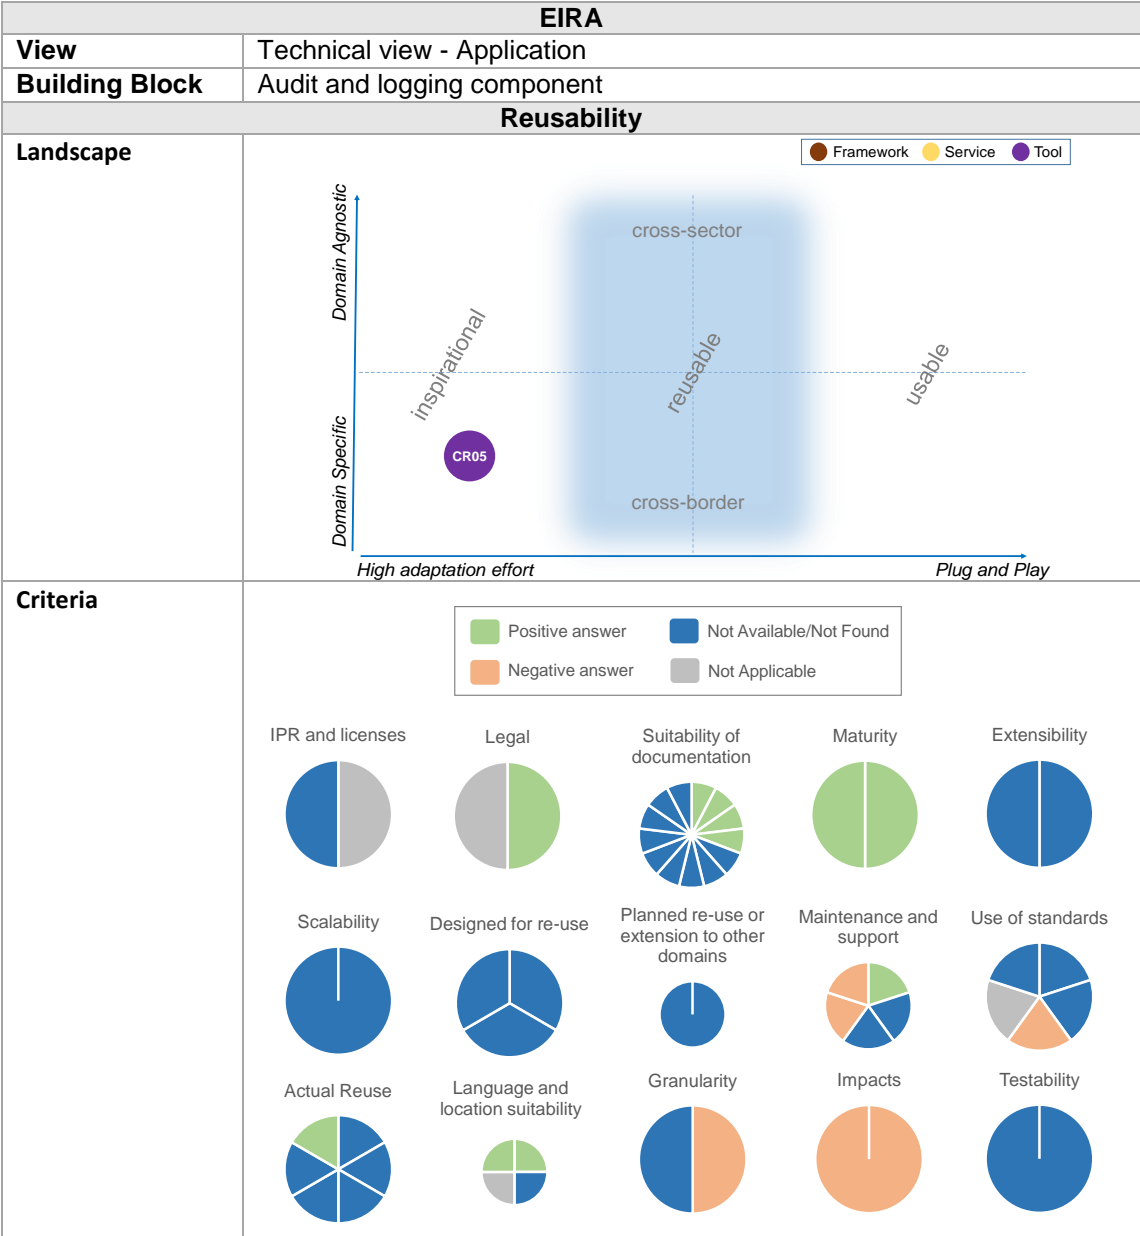 EIRA
View
Technical view - Application
Building Block
Audit and logging component
Reusability
Landscape
Framework
Service
Tool
Domain Agnostic
Domain Specific
cross-sector
inspirational
reusable
usable
CR05
cross-border
High adaptation effort
Plug and Play
Criteria
Positive answer
Not Available/Not Found
Negative answer
Not Applicable
IPR and licenses
Legal
Suitability of
documentation
Maturity
Extensibility
Scalability
Designed for re-use
Planned re-use or
extension to other
domains
Maintenance and
support
Use of standards
Actual Reuse
Language and
location suitability
Granularity
Impacts
Testability